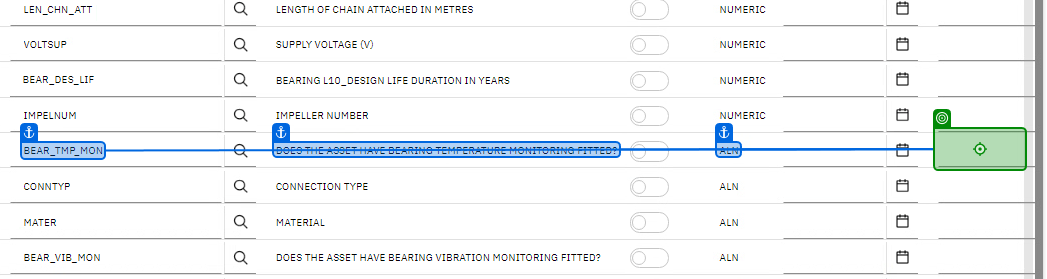 LEN_CHN_ATT LENGTH OF CHAIN ATTACHED IN METRES NUMERIC
VOLTSUP SUPPLY VOLTAGE (V) NUMERIC
BEAR_DES_LIF BEARING L10_DESIGN LIFE DURATION IN YEARS NUMERIC
IMPELNUM IMPELLER NUMBER NUMERIC
BEAR_TMP_MON DOES THE ASSET HAVE BEARING TEMPERATURE MONITORING FITTED? ALN
CONNTYP CONNECTION TYPE ALN
MATER MATERIAL ALN
BEAR_VIB_MON DOES THE ASSET HAVE BEARING VIBRATION MONITORING FITTED? ALN